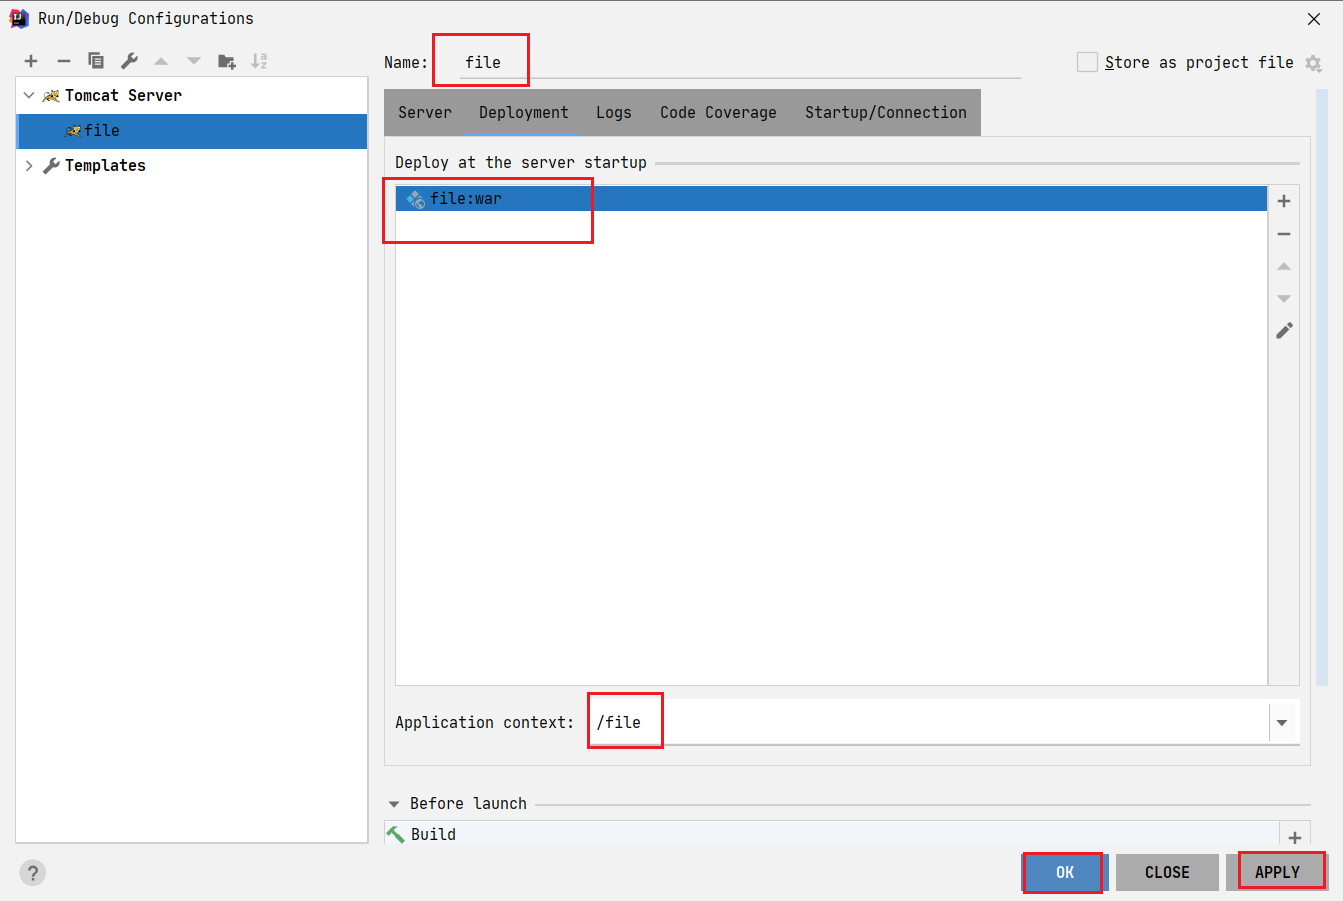 Run/Debug Configurations
Name: file
Store as project file
Tomcat Server
file
Templates
Server Deployment Logs Code Coverage Startup/Connection
Deploy at the server startup
file:war
Application context: /file
Before launch
Build
?
OK CLOSE APPLY